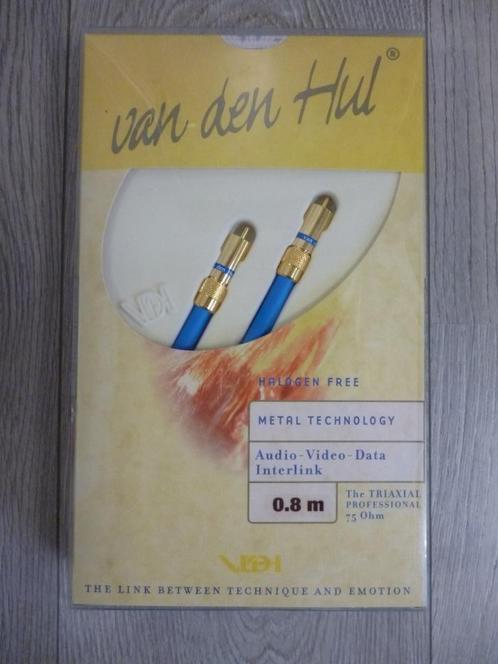 van den Hul®
VDH
HALOGEN FREE
METAL TECHNOLOGY
Audio-Video-Data
Interlink
0.8 m
The TRIAXIAL
PROFESSIONAL
75 Ohm
VDH
THE LINK BETWEEN TECHNIQUE AND EMOTION